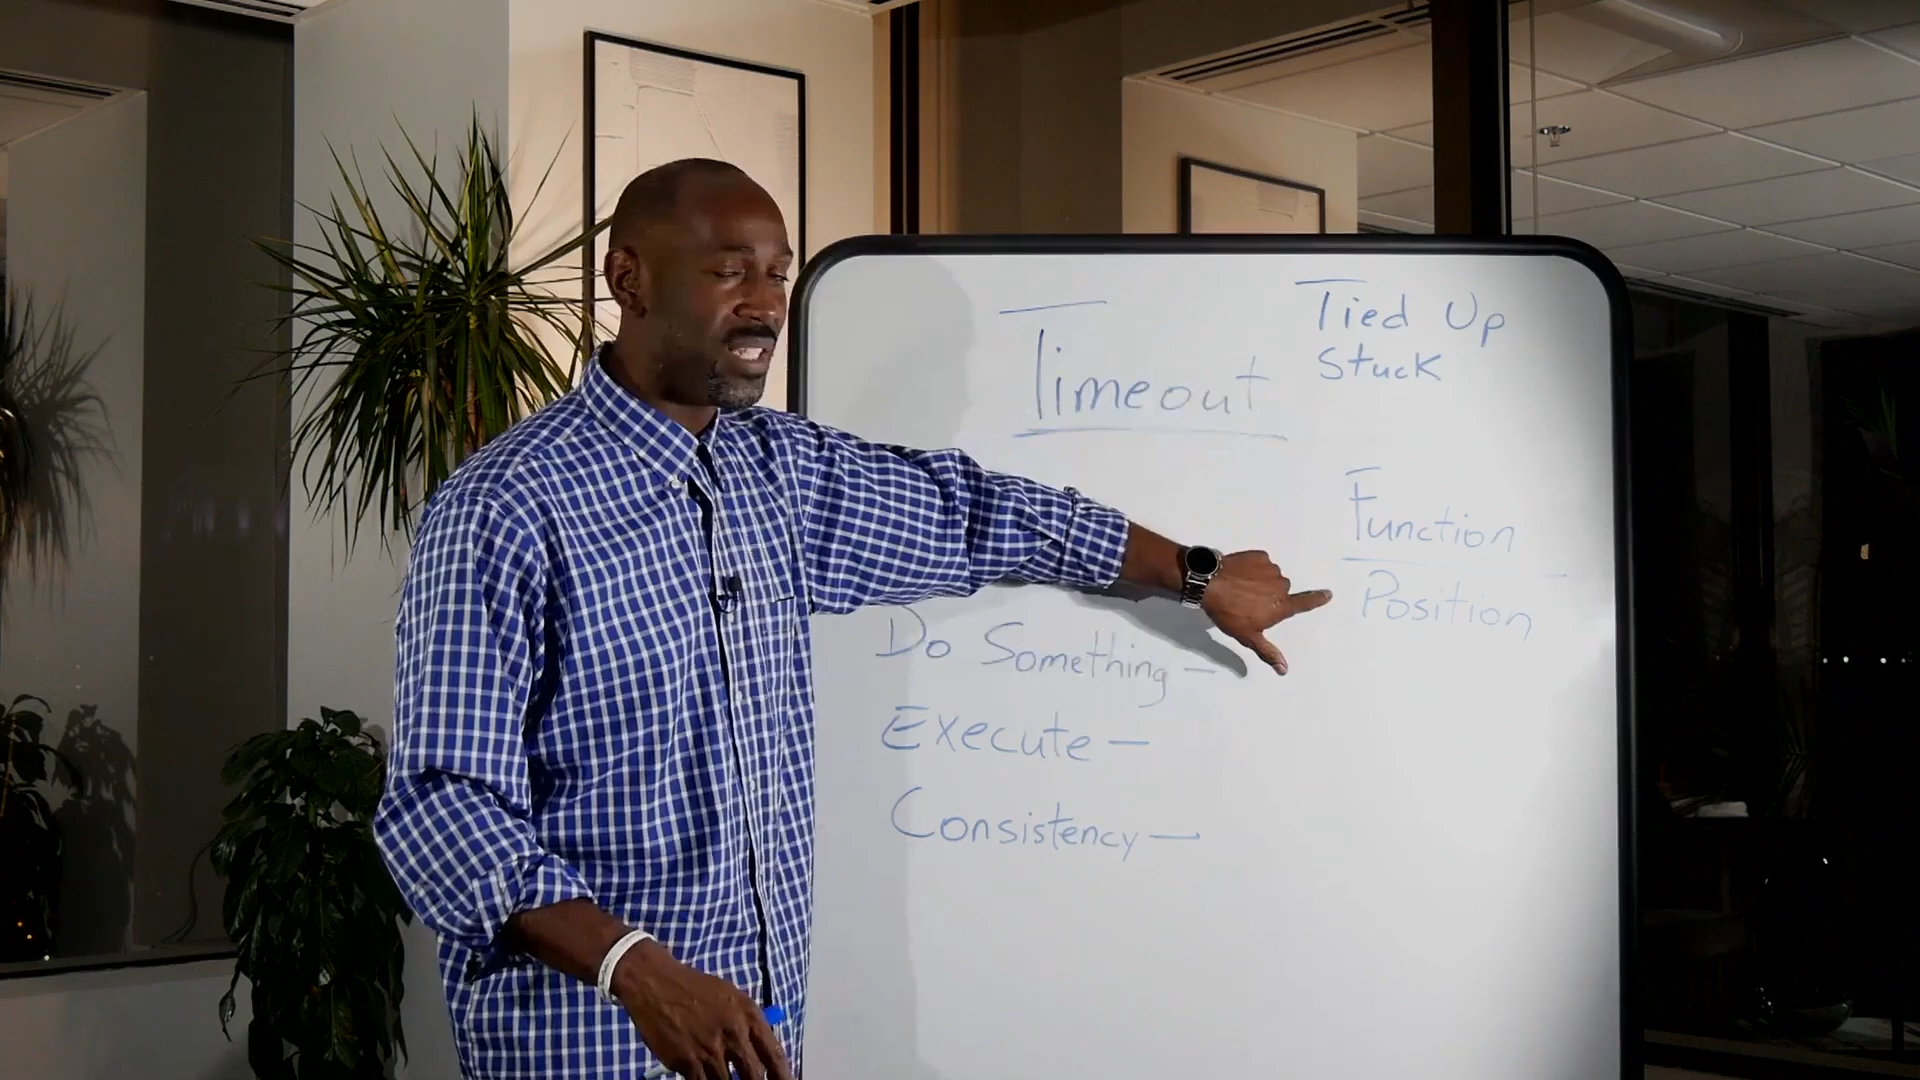 Timeout
Tied Up
Stuck
Function
Position
Do Something –
Execute –
Consistency –